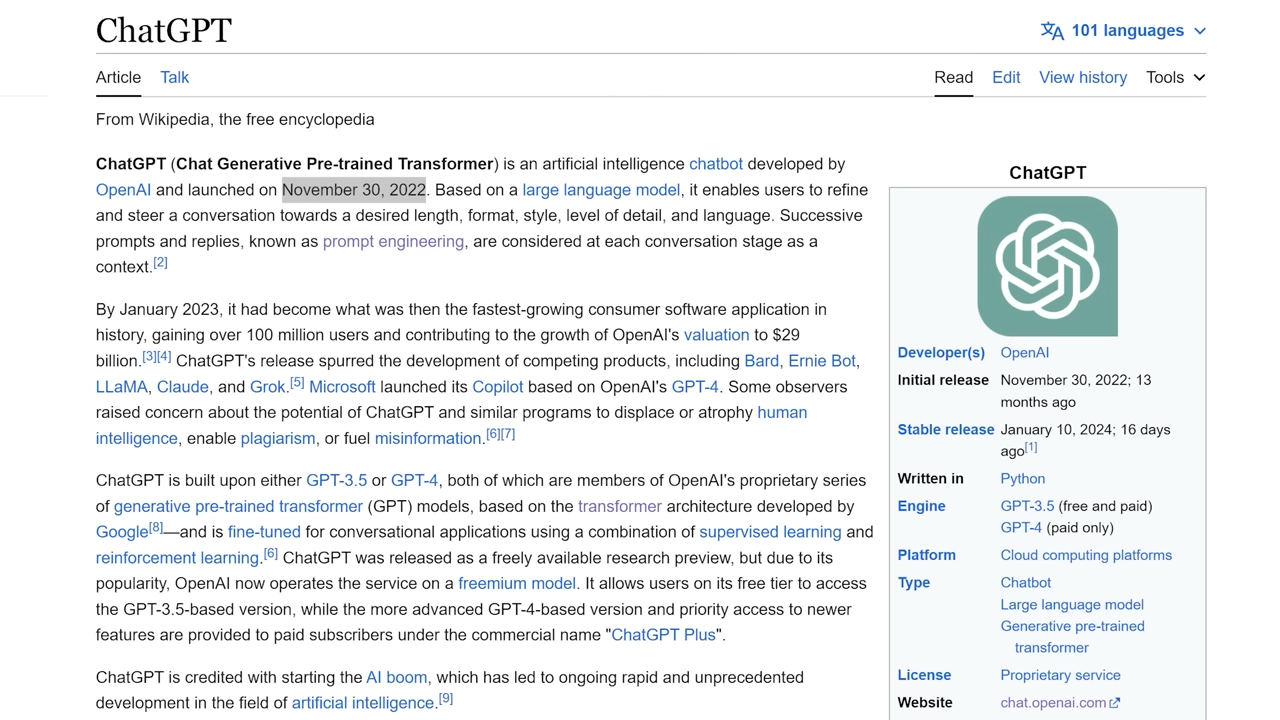 ChatGPT
101 languages
Article Talk
Read Edit View history Tools
From Wikipedia, the free encyclopedia
ChatGPT (Chat Generative Pre-trained Transformer) is an artificial intelligence chatbot developed by
OpenAI and launched on November 30, 2022. Based on a large language model, it enables users to refine
and steer a conversation towards a desired length, format, style, level of detail, and language. Successive
prompts and replies, known as prompt engineering, are considered at each conversation stage as a
context.[2]
By January 2023, it had become what was then the fastest-growing consumer software application in
history, gaining over 100 million users and contributing to the growth of OpenAI's valuation to $29
billion.[3][4] ChatGPT's release spurred the development of competing products, including Bard, Ernie Bot,
LLaMA, Claude, and Grok.[5] Microsoft launched its Copilot based on OpenAI's GPT-4. Some observers
raised concern about the potential of ChatGPT and similar programs to displace or atrophy human
intelligence, enable plagiarism, or fuel misinformation.[6][7]
ChatGPT is built upon either GPT-3.5 or GPT-4, both of which are members of OpenAI's proprietary series
of generative pre-trained transformer (GPT) models, based on the transformer architecture developed by
Google[8]—and is fine-tuned for conversational applications using a combination of supervised learning and
reinforcement learning.[6] ChatGPT was released as a freely available research preview, but due to its
popularity, OpenAI now operates the service on a freemium model. It allows users on its free tier to access
the GPT-3.5-based version, while the more advanced GPT-4-based version and priority access to newer
features are provided to paid subscribers under the commercial name "ChatGPT Plus".
ChatGPT is credited with starting the AI boom, which has led to ongoing rapid and unprecedented
development in the field of artificial intelligence.[9]
ChatGPT
Developer(s) OpenAI
Initial release November 30, 2022; 13
months ago
Stable release January 10, 2024; 16 days
ago[1]
Written in Python
Engine GPT-3.5 (free and paid)
GPT-4 (paid only)
Platform Cloud computing platforms
Type Chatbot
Large language model
Generative pre-trained
transformer
License Proprietary service
Website chat.openai.com